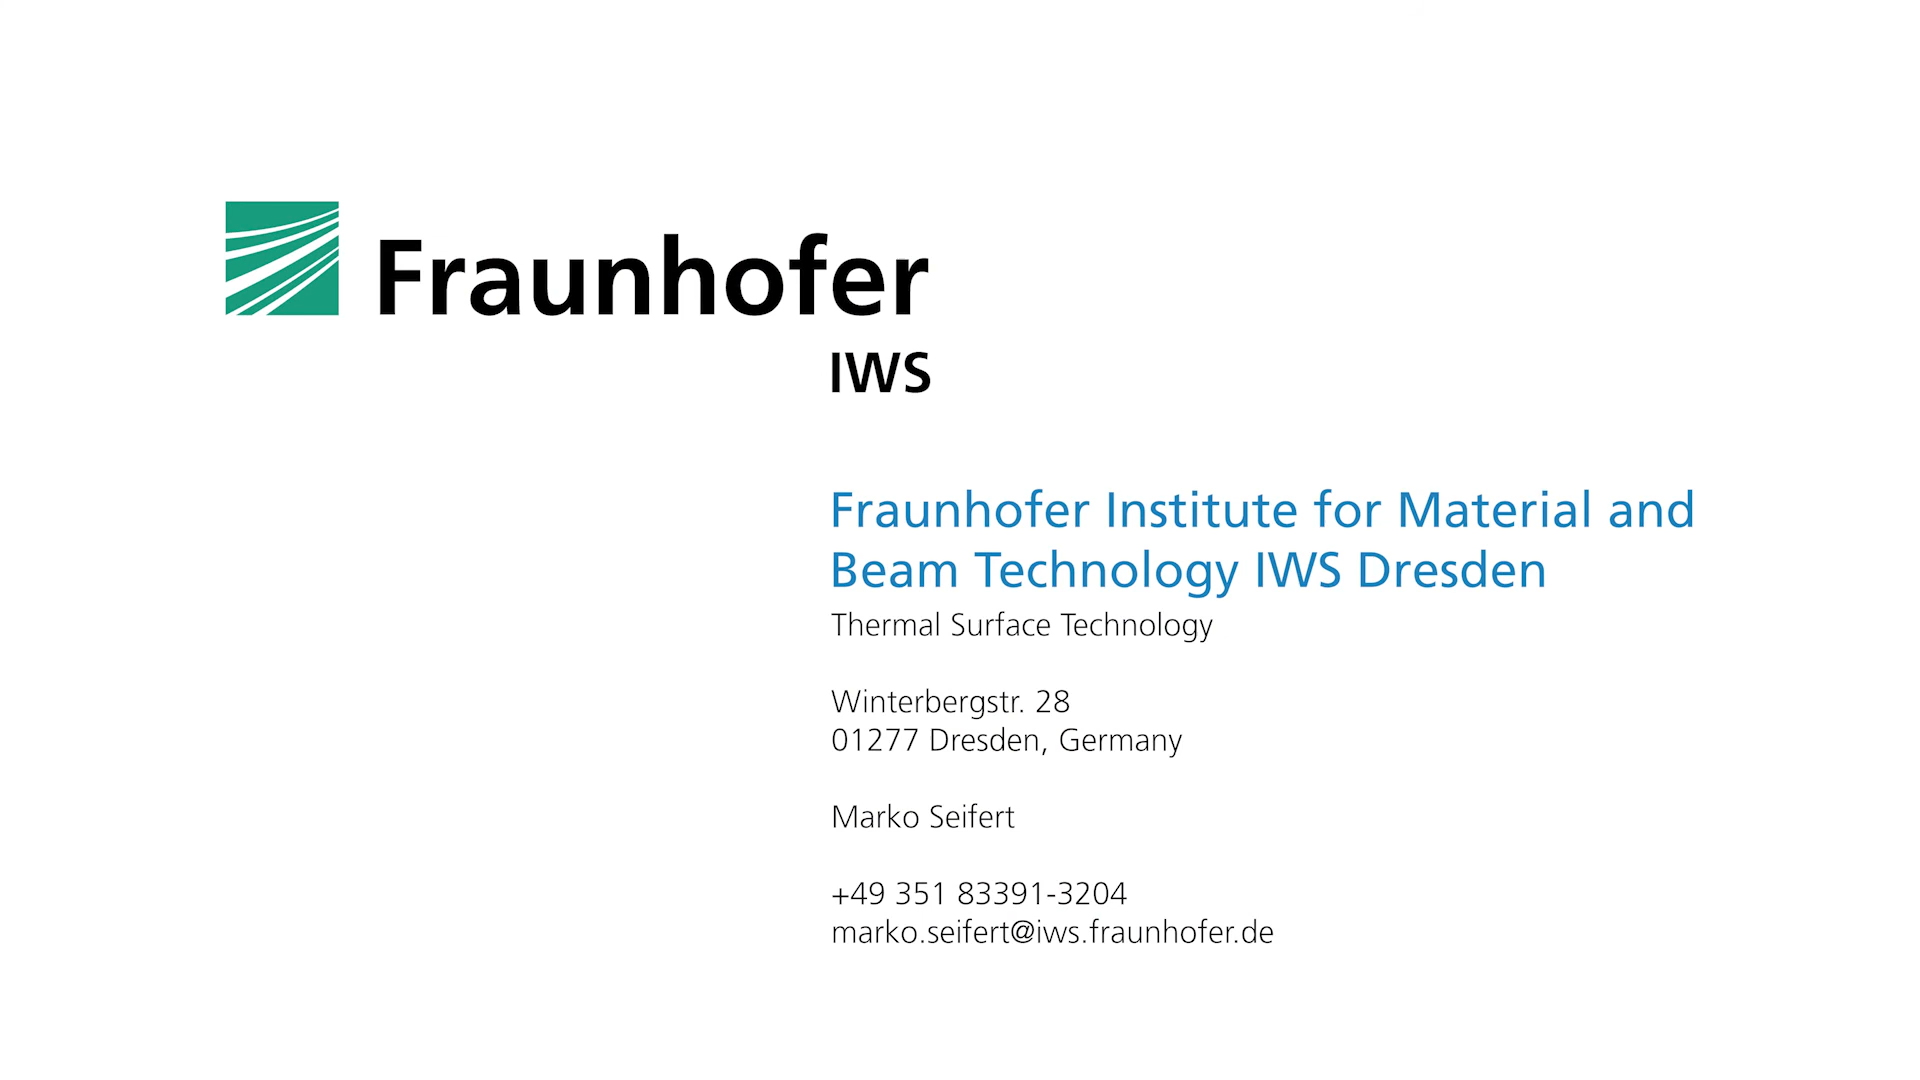 Fraunhofer
IWS
Fraunhofer Institute for Material and
Beam Technology IWS Dresden
Thermal Surface Technology
Winterbergstr. 28
01277 Dresden, Germany
Marko Seifert
+49 351 83391-3204
marko.seifert@iws.fraunhofer.de